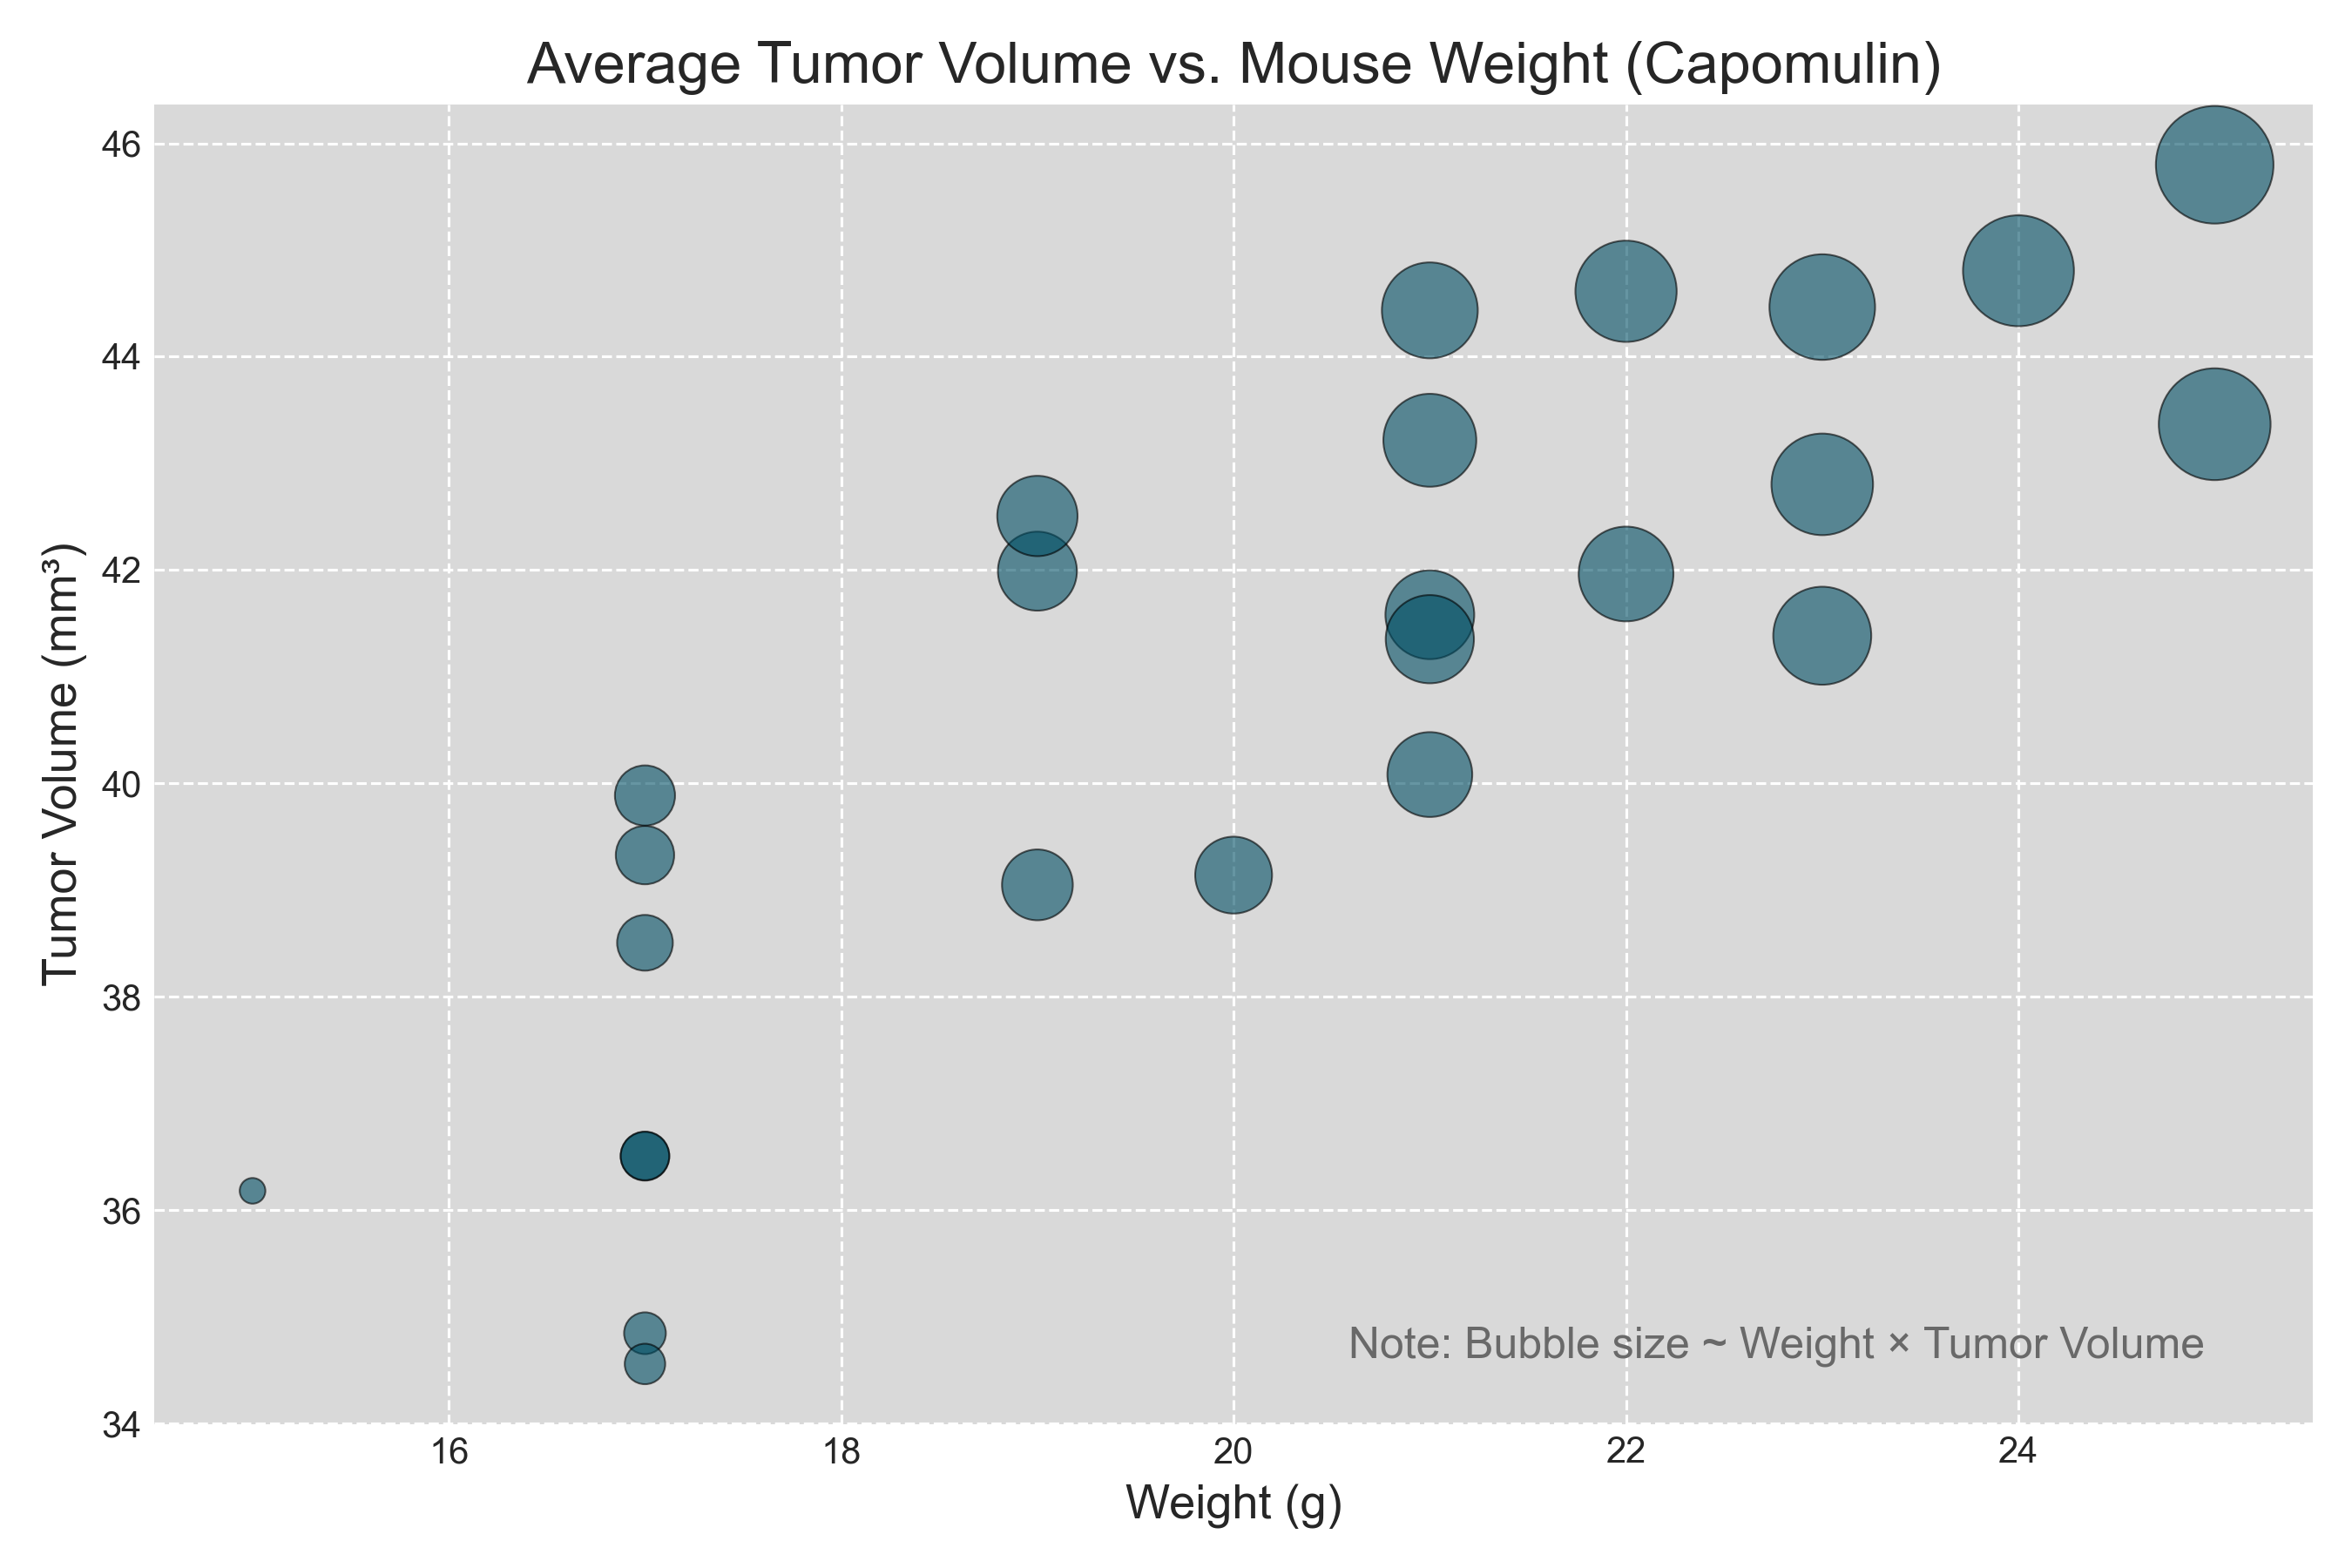 Average Tumor Volume vs. Mouse Weight (Capomulin)
46
44
42
40
38
36
34
Tumor Volume (mm³)
Note: Bubble size ~ Weight × Tumor Volume
16 18 20 22 24
Weight (g)